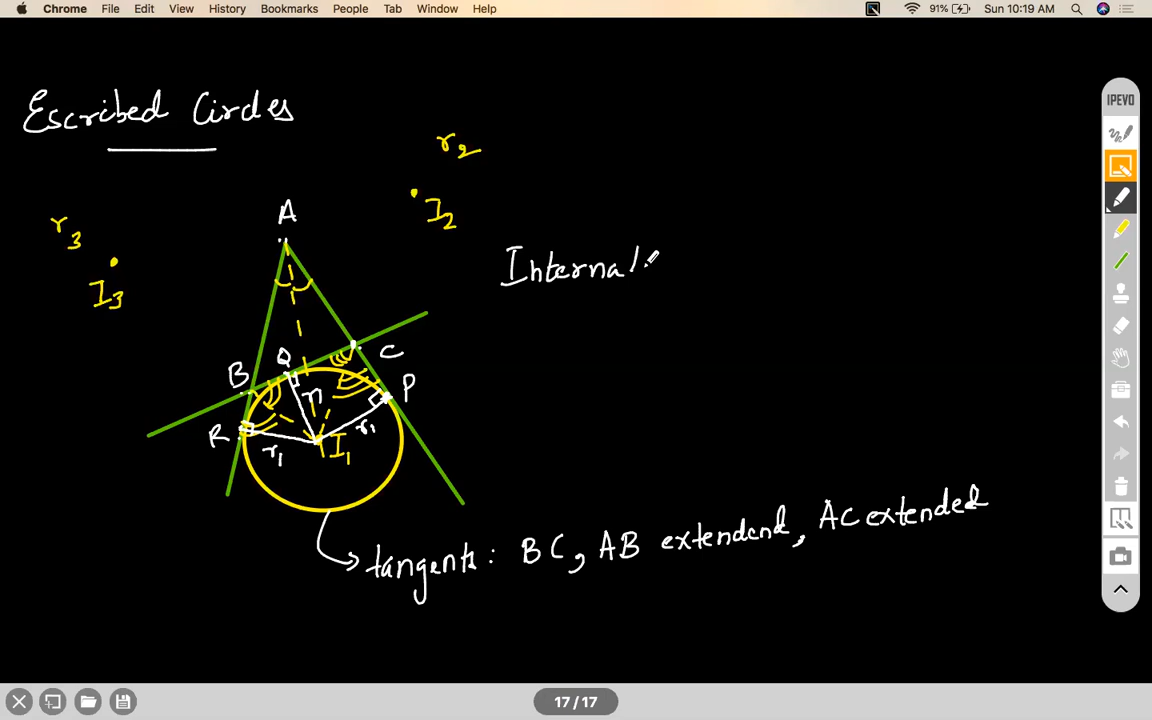 Chrome File Edit View History Bookmarks People Tab Window Help 91% Sun 10:19 AM
IPEVO
Escribed Circles
r2
I2
r3
I3
A
Internal
B Q C
P
R r1 r1 r1
I1
tangents: BC, AB extendend, AC extended
17/17